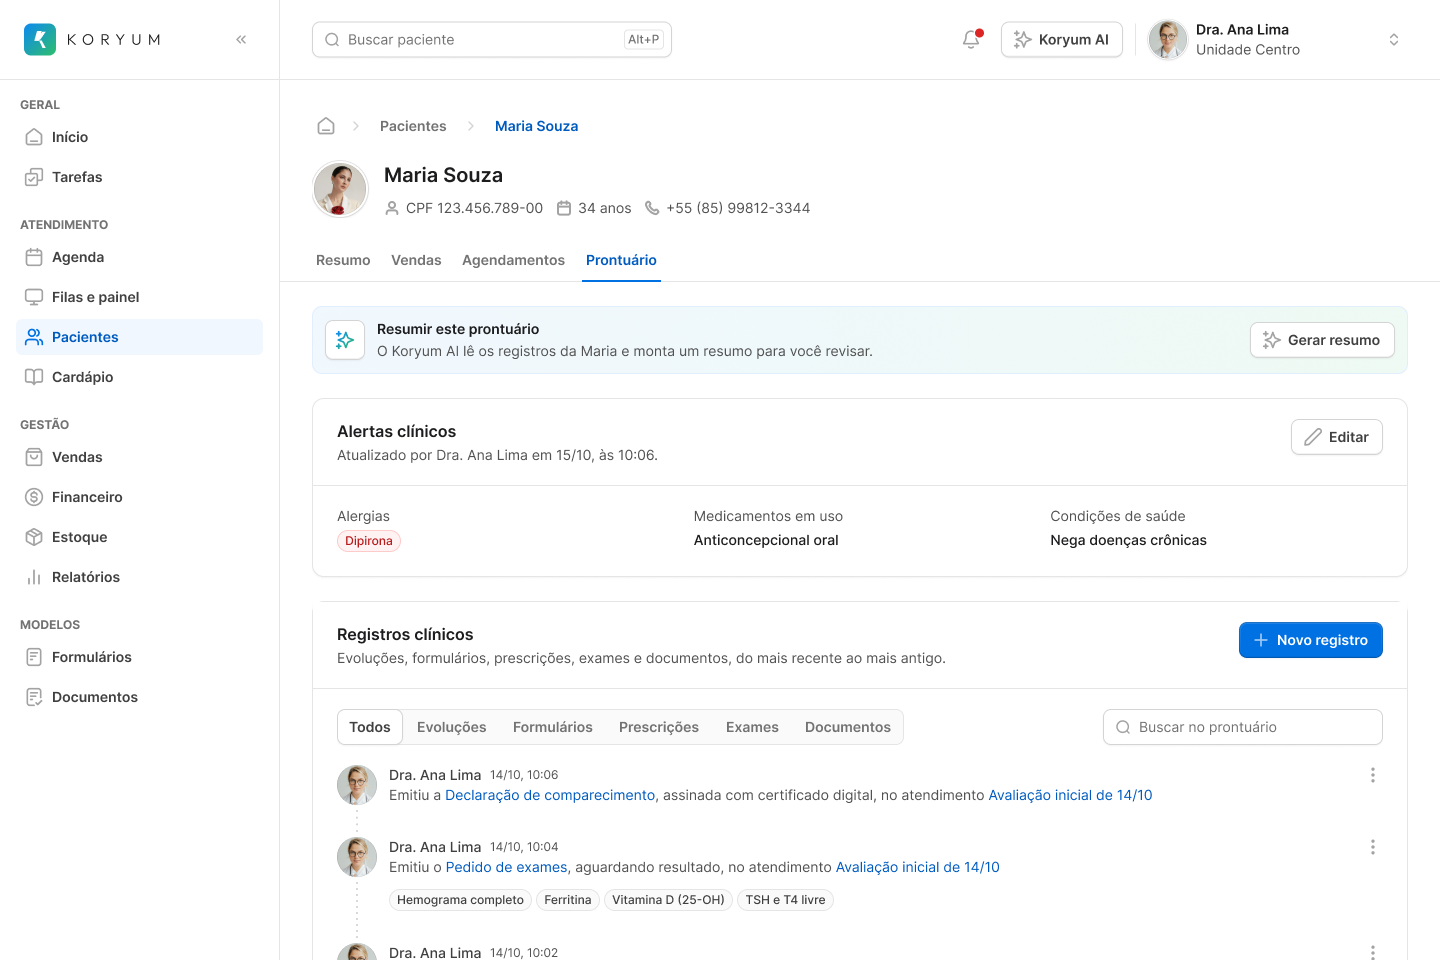 KORYUM
Buscar paciente
Alt+P
Koryum AI
Dra. Ana Lima
Unidade Centro
GERAL
Início
Tarefas
ATENDIMENTO
Agenda
Filas e painel
Pacientes
Cardápio
GESTÃO
Vendas
Financeiro
Estoque
Relatórios
MODELOS
Formulários
Documentos
Pacientes
Maria Souza
Maria Souza
CPF 123.456.789-00 34 anos +55 (85) 99812-3344
Resumo Vendas Agendamentos Prontuário
Resumir este prontuário
O Koryum AI lê os registros da Maria e monta um resumo para você revisar.
Gerar resumo
Alertas clínicos
Atualizado por Dra. Ana Lima em 15/10, às 10:06.
Editar
Alergias
Dipirona
Medicamentos em uso
Anticoncepcional oral
Condições de saúde
Nega doenças crônicas
Registros clínicos
Evoluções, formulários, prescrições, exames e documentos, do mais recente ao mais antigo.
Novo registro
Todos Evoluções Formulários Prescrições Exames Documentos
Buscar no prontuário
Dra. Ana Lima 14/10, 10:06
Emitiu a Declaração de comparecimento, assinada com certificado digital, no atendimento Avaliação inicial de 14/10
Dra. Ana Lima 14/10, 10:04
Emitiu o Pedido de exames, aguardando resultado, no atendimento Avaliação inicial de 14/10
Hemograma completo Ferritina Vitamina D (25-OH) TSH e T4 livre
Dra. Ana Lima 14/10, 10:02